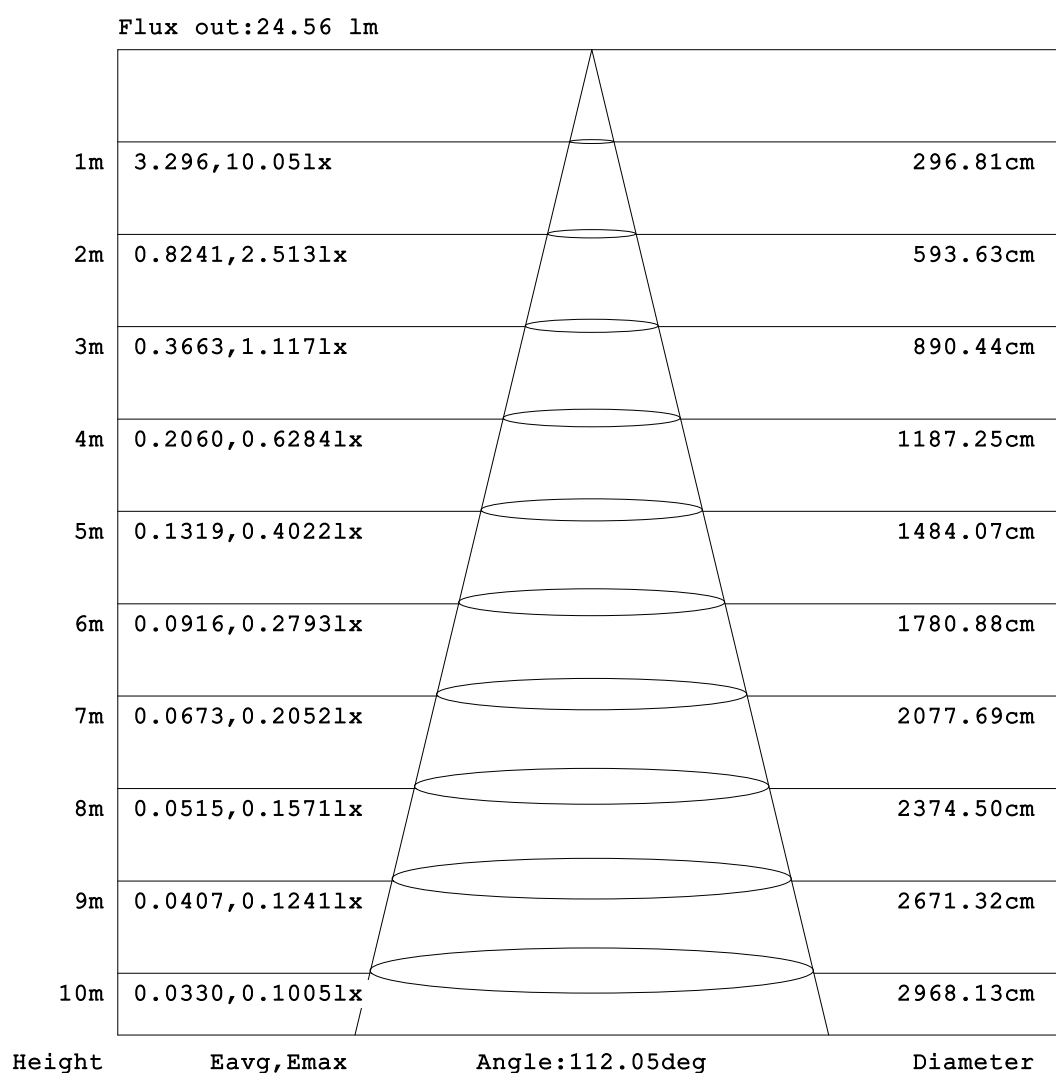 Flux out:24.56 lm
1m 3.296,10.05lx 296.81cm
2m 0.8241,2.513lx 593.63cm
3m 0.3663,1.117lx 890.44cm
4m 0.2060,0.6284lx 1187.25cm
5m 0.1319,0.4022lx 1484.07cm
6m 0.0916,0.2793lx 1780.88cm
7m 0.0673,0.2052lx 2077.69cm
8m 0.0515,0.1571lx 2374.50cm
9m 0.0407,0.1241lx 2671.32cm
10m 0.0330,0.1005lx 2968.13cm
Height Eavg,Emax Angle:112.05deg Diameter